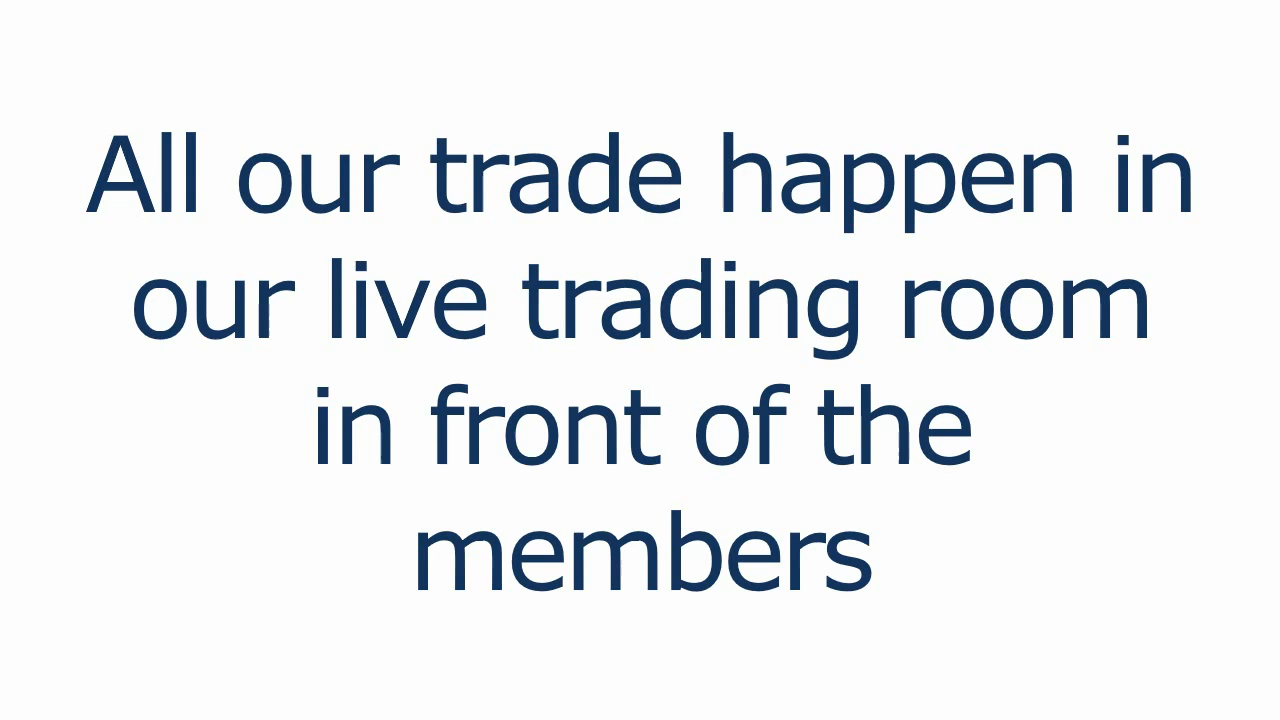 All our trade happen in
our live trading room
in front of the
members